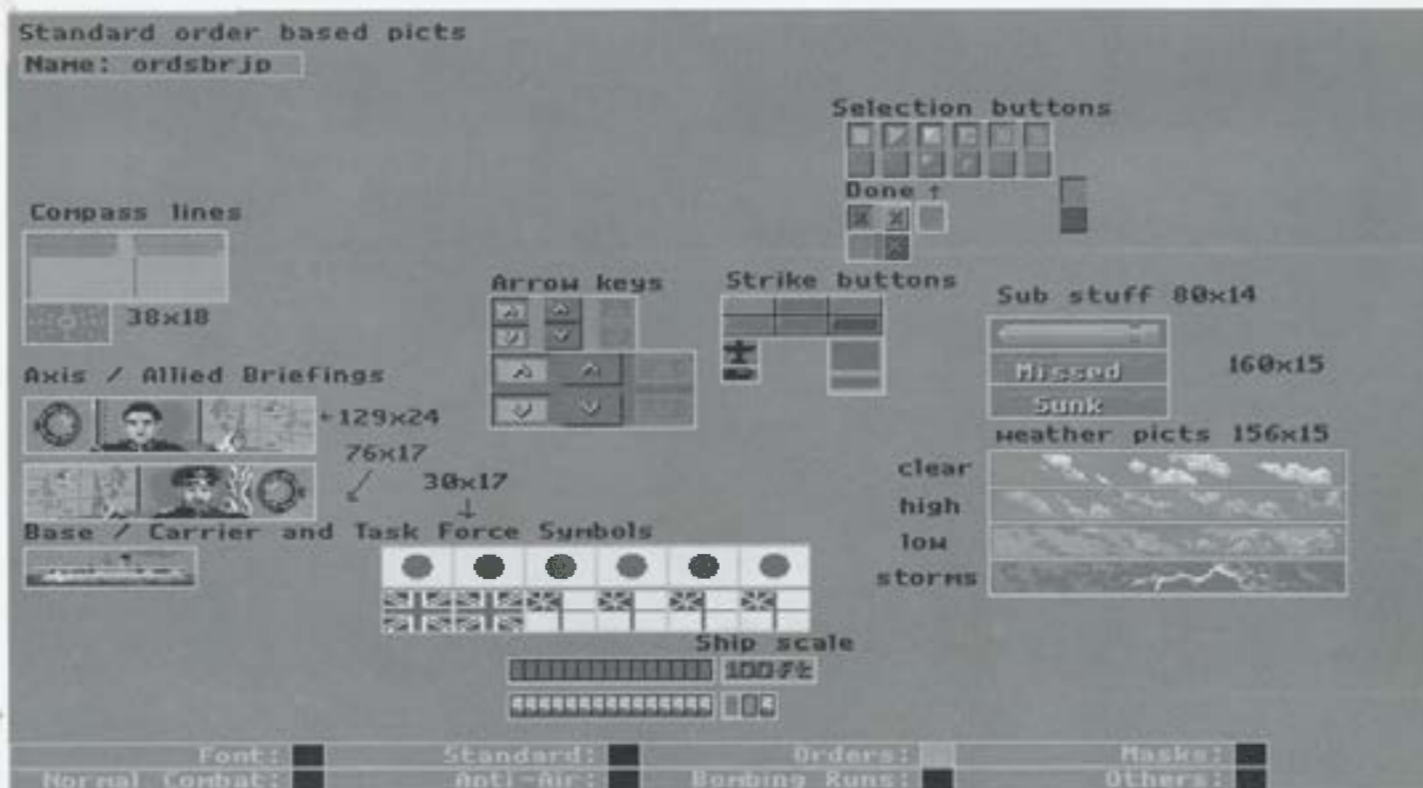 Standard order based picts
Name: ordsbrjp
Selection buttons
Done ↑
Compass lines
38x18
Arrow keys
Strike buttons
Sub stuff 80x14
Missed
Sunk
160x15
Axis / Allied Briefings
←129x24
76x17
30x17
weather picts 156x15
clear
high
low
storms
Base / Carrier and Task Force Symbols
Ship scale
100Ft
Font: Standard: Orders: Masks:
Normal Combat: Anti-Air: Bombing Runs: Others: